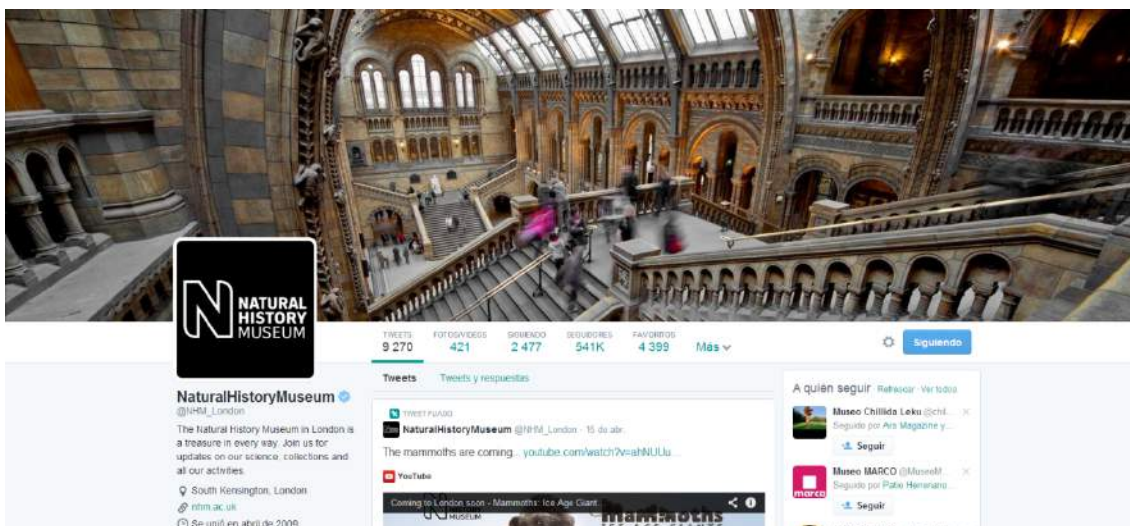 NATURAL
HISTORY
MUSEUM
TWEETS
9 270
FOTOS/VIDEOS
421
SIGUIENDO
2 477
SEGUIDORES
541K
FAVORITOS
4 399
Más
Siguiendo
NaturalHistoryMuseum
@NHM_London
The Natural History Museum in London is
a treasure in every way. Join us for
updates on our science, collections and
all our activities.
South Kensington, London
nhm.ac.uk
Se unió en abril de 2009
Tweets Tweets y respuestas
TWEET FIJADO
NaturalHistoryMuseum @NHM_London · 15 de abr.
The mammoths are coming... youtube.com/watch?v=ahNUUu...
YouTube
Coming to London soon - Mammoths: Ice Age Giant...
MUSEUM
mammoths
A quién seguir Refrescar · Ver todos
Museo Chillida Leku @chil...
Seguido por Ars Magazine y...
Seguir
Museo MARCO @MuseoM...
Seguido por
marco
Seguir